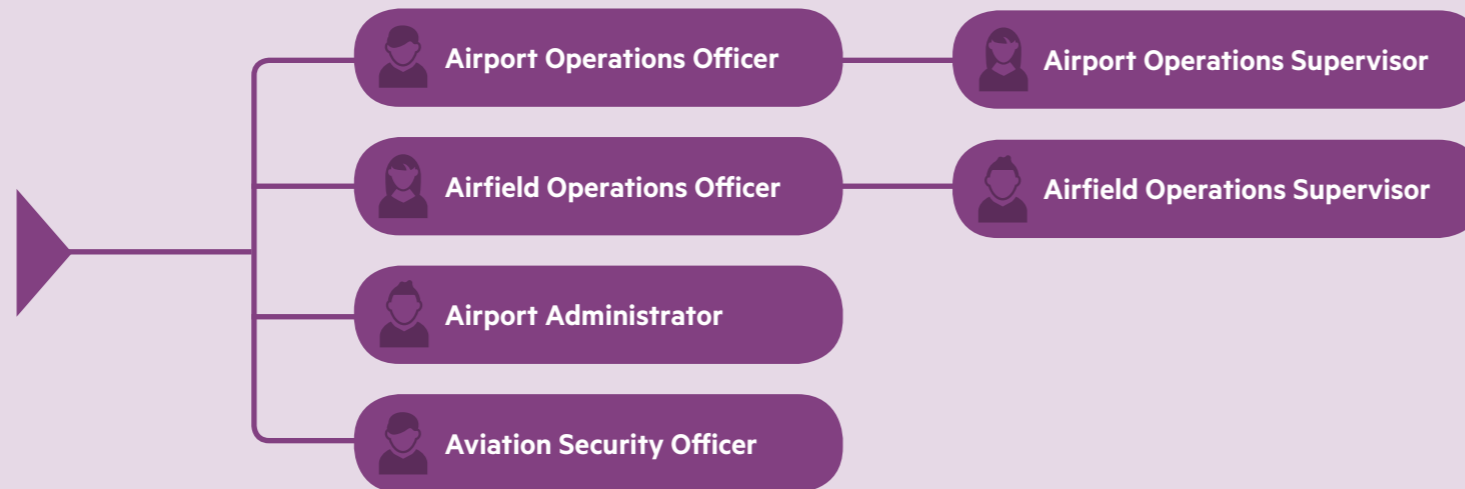 Airport Operations Officer
Airport Operations Supervisor
Airfield Operations Officer
Airfield Operations Supervisor
Airport Administrator
Aviation Security Officer